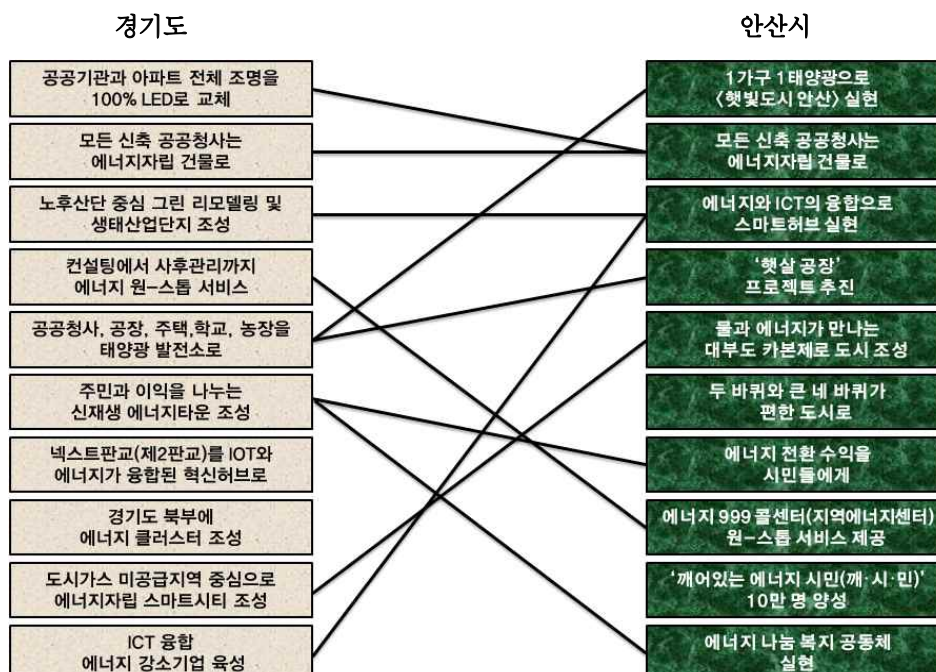 경기도
공공기관과 아파트 전체 조명을
100% LED로 교체
모든 신축 공공청사는
에너지자립 건물로
노후산단 중심 그린 리모델링 및
생태산업단지 조성
컨설팅에서 사후관리까지
에너지 원-스톱 서비스
공공청사, 공장, 주택,학교, 농장을
태양광 발전소로
주민과 이익을 나누는
신재생 에너지타운 조성
넥스트판교(제2판교)를 IOT와
에너지가 융합된 혁신허브로
경기도 북부에
에너지 클러스터 조성
도시가스 미공급지역 중심으로
에너지자립 스마트시티 조성
ICT 융합
에너지 강소기업 육성
안산시
1가구 1태양광으로
<햇빛도시 안산> 실현
모든 신축 공공청사는
에너지자립 건물로
에너지와 ICT의 융합으로
스마트허브 실현
'햇살 공장'
프로젝트 추진
물과 에너지가 만나는
대부도 카본제로 도시 조성
두 바퀴와 큰 네 바퀴가
편한 도시로
에너지 전환 수익을
시민들에게
에너지 999 콜센터(지역에너지센터)
원-스톱 서비스 제공
'깨어있는 에너지 시민(깨·시·민)'
10만 명 양성
에너지 나눔 복지 공동체
실현